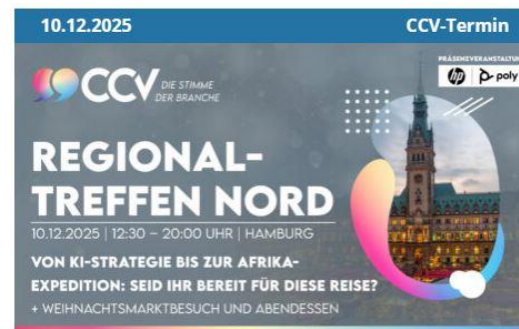 10.12.2025 CCV-Termin
PRÄSENZVERANSTALTUNG
hp poly
CCV DIE STIMME
DER BRANCHE
REGIONAL-
TREFFEN NORD
10.12.2025 | 12:30 – 20:00 UHR | HAMBURG
VON KI-STRATEGIE BIS ZUR AFRIKA-
EXPEDITION: SEID IHR BEREIT FÜR DIESE REISE?
+ WEIHNACHTSMARKTBESUCH UND ABENDESSEN